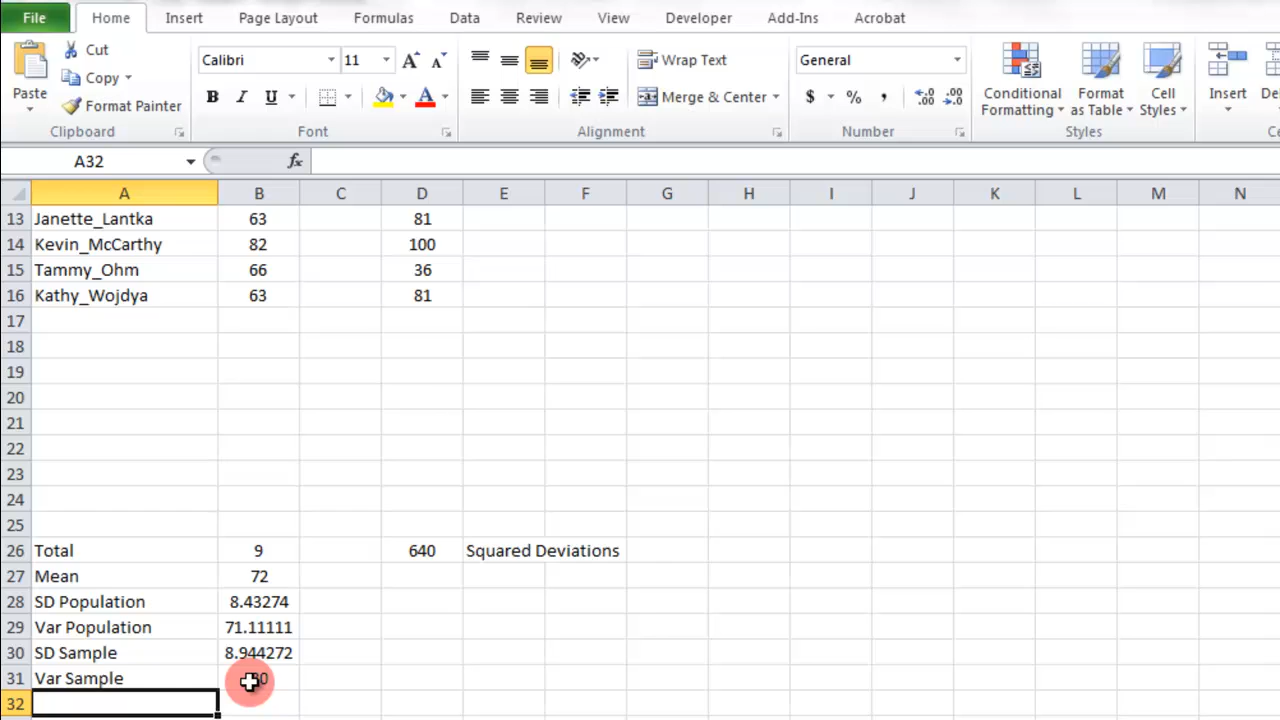 File Home Insert Page Layout Formulas Data Review View Developer Add-Ins Acrobat
Paste Cut Copy Format Painter
Calibri 11 A A
B I U A
Wrap Text
Merge & Center
General
$ % , .00 .00
Conditional Formatting
Format as Table
Cell Styles
Insert
Clipboard Font Alignment Number Styles
A32 fx
A B C D E F G H I J K L M N
13 Janette_Lantka 63 81
14 Kevin_McCarthy 82 100
15 Tammy_Ohm 66 36
16 Kathy_Wojdya 63 81
17
18
19
20
21
22
23
24
25
26 Total 9 640 Squared Deviations
27 Mean 72
28 SD Population 8.43274
29 Var Population 71.11111
30 SD Sample 8.944272
31 Var Sample
32